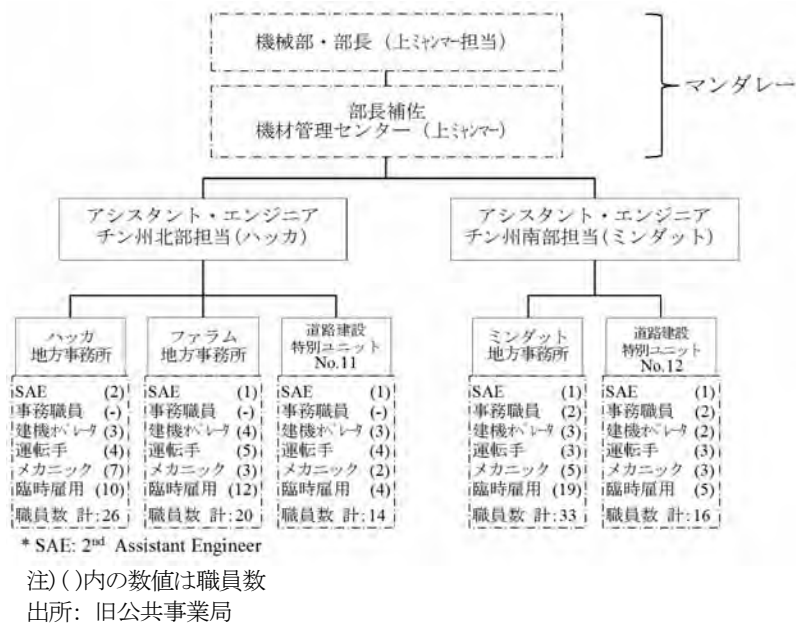 機械部・部長 (上ミャンマー担当)
部長補佐
機材管理センター (上ミャンマー)
マンダレー
アシスタント・エンジニア
チン州北部担当(ハッカ)
アシスタント・エンジニア
チン州南部担当(ミンダット)
ハッカ
地方事務所
SAE (2)
事務職員 (-)
建機オペレータ (3)
運転手 (4)
メカニック (7)
臨時雇用 (10)
職員数 計:26
ファラム
地方事務所
SAE (1)
事務職員 (-)
建機オペレータ (4)
運転手 (5)
メカニック (3)
臨時雇用 (12)
職員数 計:20
道路建設
特別ユニット
No.11
SAE (1)
事務職員 (-)
建機オペレータ (3)
運転手 (4)
メカニック (2)
臨時雇用 (4)
職員数 計:14
ミンダット
地方事務所
SAE (1)
事務職員 (2)
建機オペレータ (3)
運転手 (3)
メカニック (5)
臨時雇用 (19)
職員数 計:33
道路建設
特別ユニット
No.12
SAE (1)
事務職員 (2)
建機オペレータ (2)
運転手 (3)
メカニック (3)
臨時雇用 (5)
職員数 計:16
* SAE: 2nd Assistant Engineer
注)( )内の数値は職員数
出所: 旧公共事業局